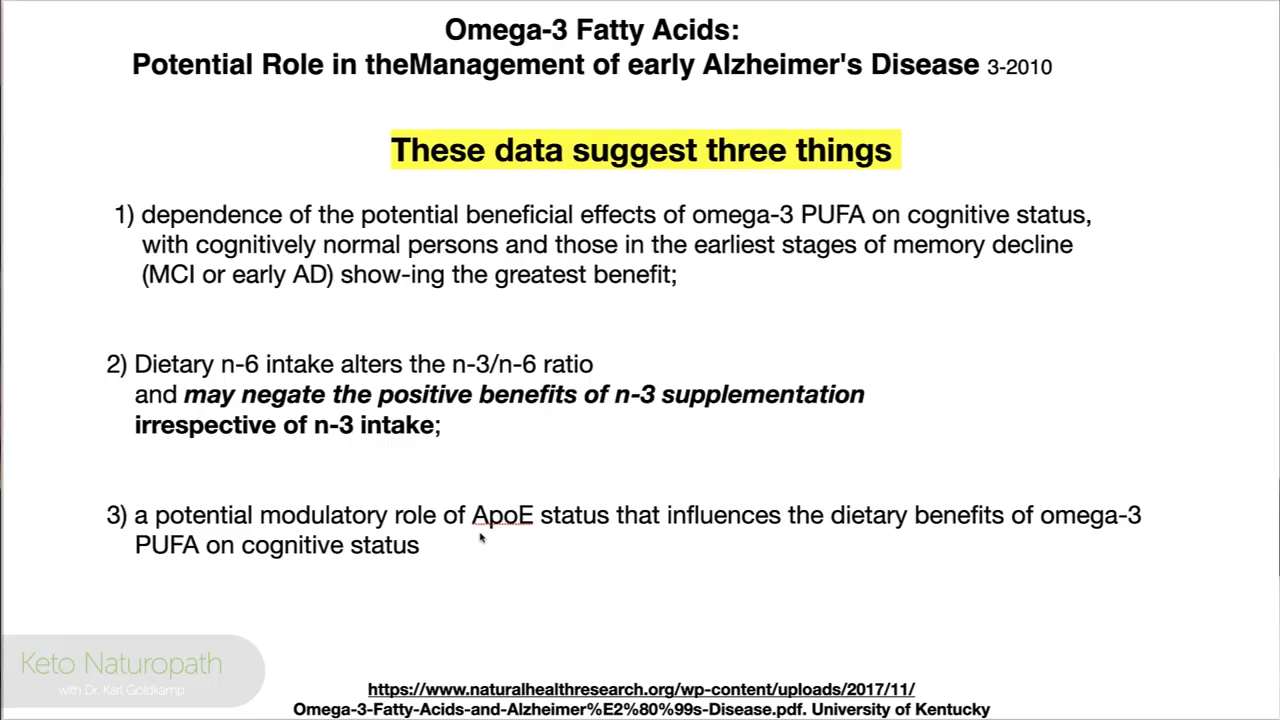 Omega-3 Fatty Acids:
Potential Role in theManagement of early Alzheimer's Disease 3-2010
These data suggest three things
1) dependence of the potential beneficial effects of omega-3 PUFA on cognitive status,
with cognitively normal persons and those in the earliest stages of memory decline
(MCI or early AD) show-ing the greatest benefit;
2) Dietary n-6 intake alters the n-3/n-6 ratio
and may negate the positive benefits of n-3 supplementation
irrespective of n-3 intake;
3) a potential modulatory role of ApoE status that influences the dietary benefits of omega-3
PUFA on cognitive status
Keto Naturopath
with Dr. Karl Goldkamp
https://www.naturalhealthresearch.org/wp-content/uploads/2017/11/
Omega-3-Fatty-Acids-and-Alzheimer%E2%80%99s-Disease.pdf. University of Kentucky